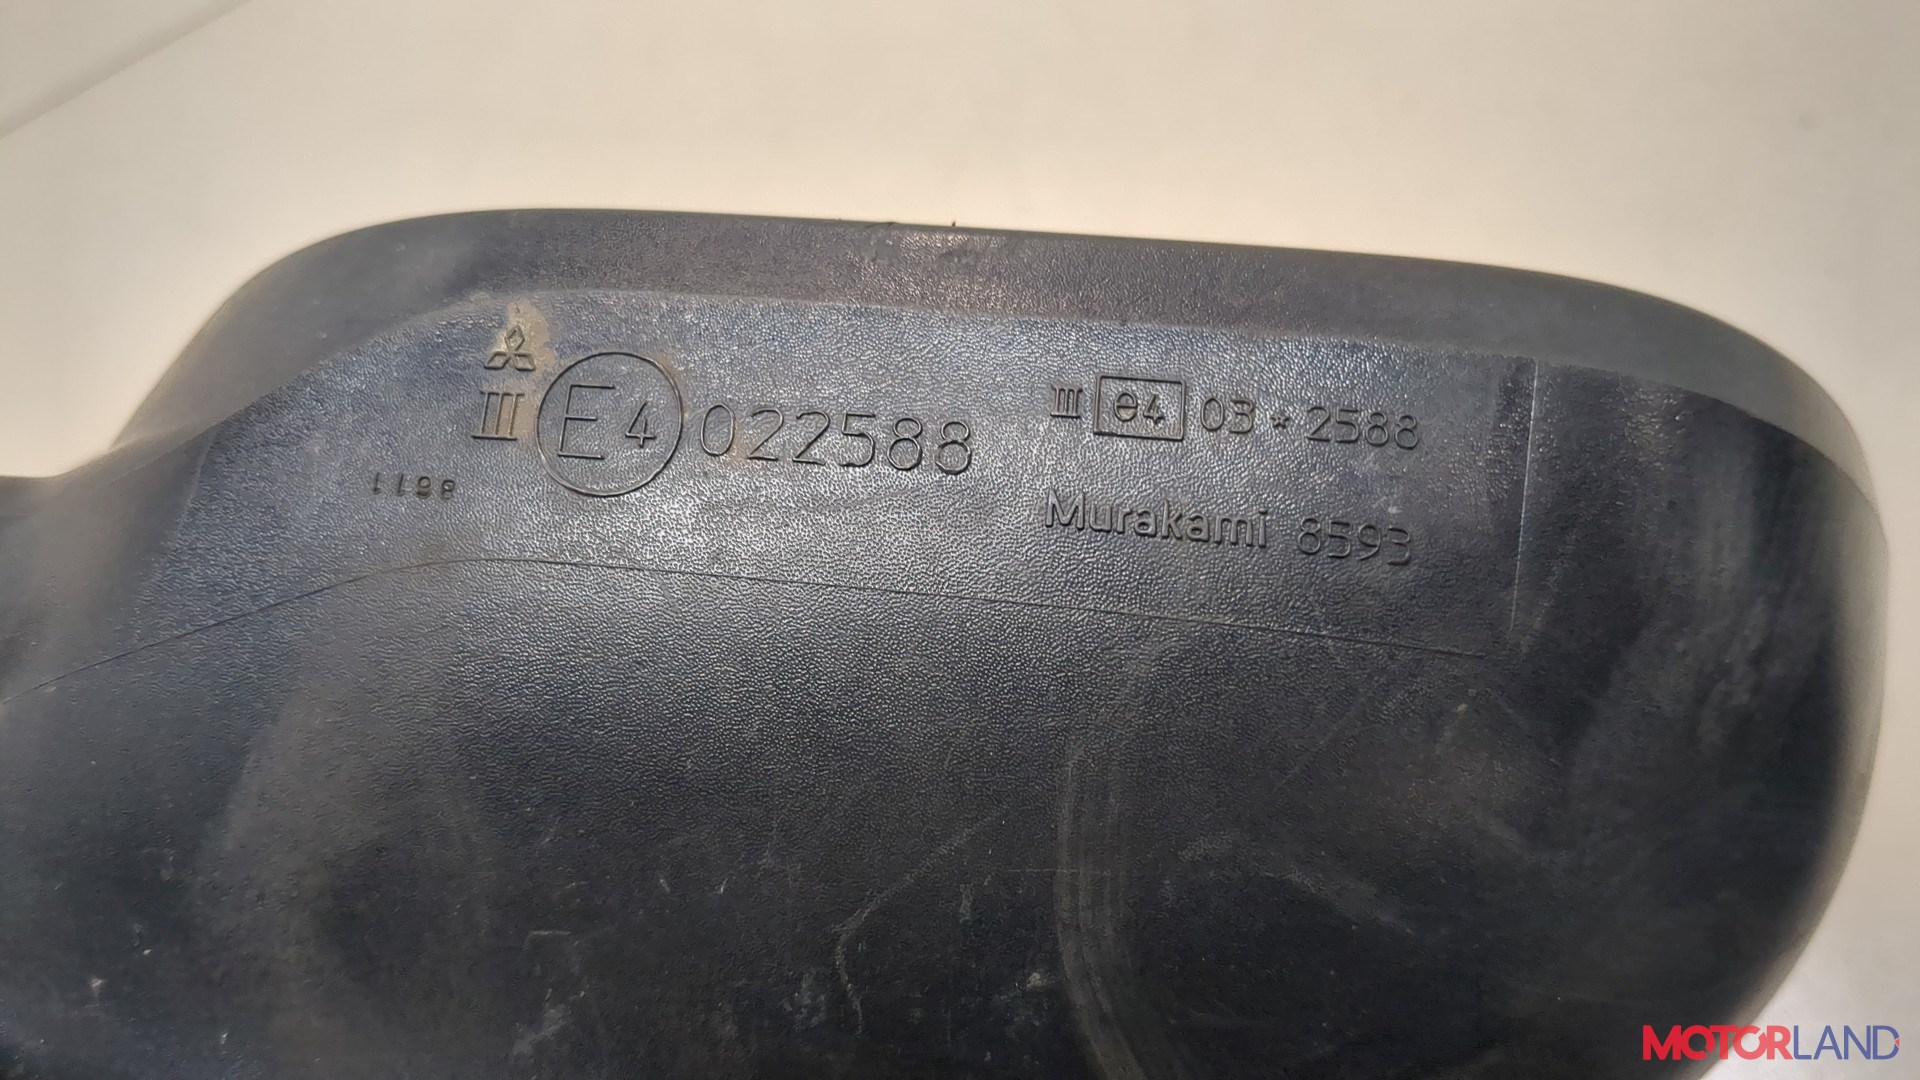 III E4 022588
III e4 03 * 2588
8611
Murakami 8593
MOTORLAND